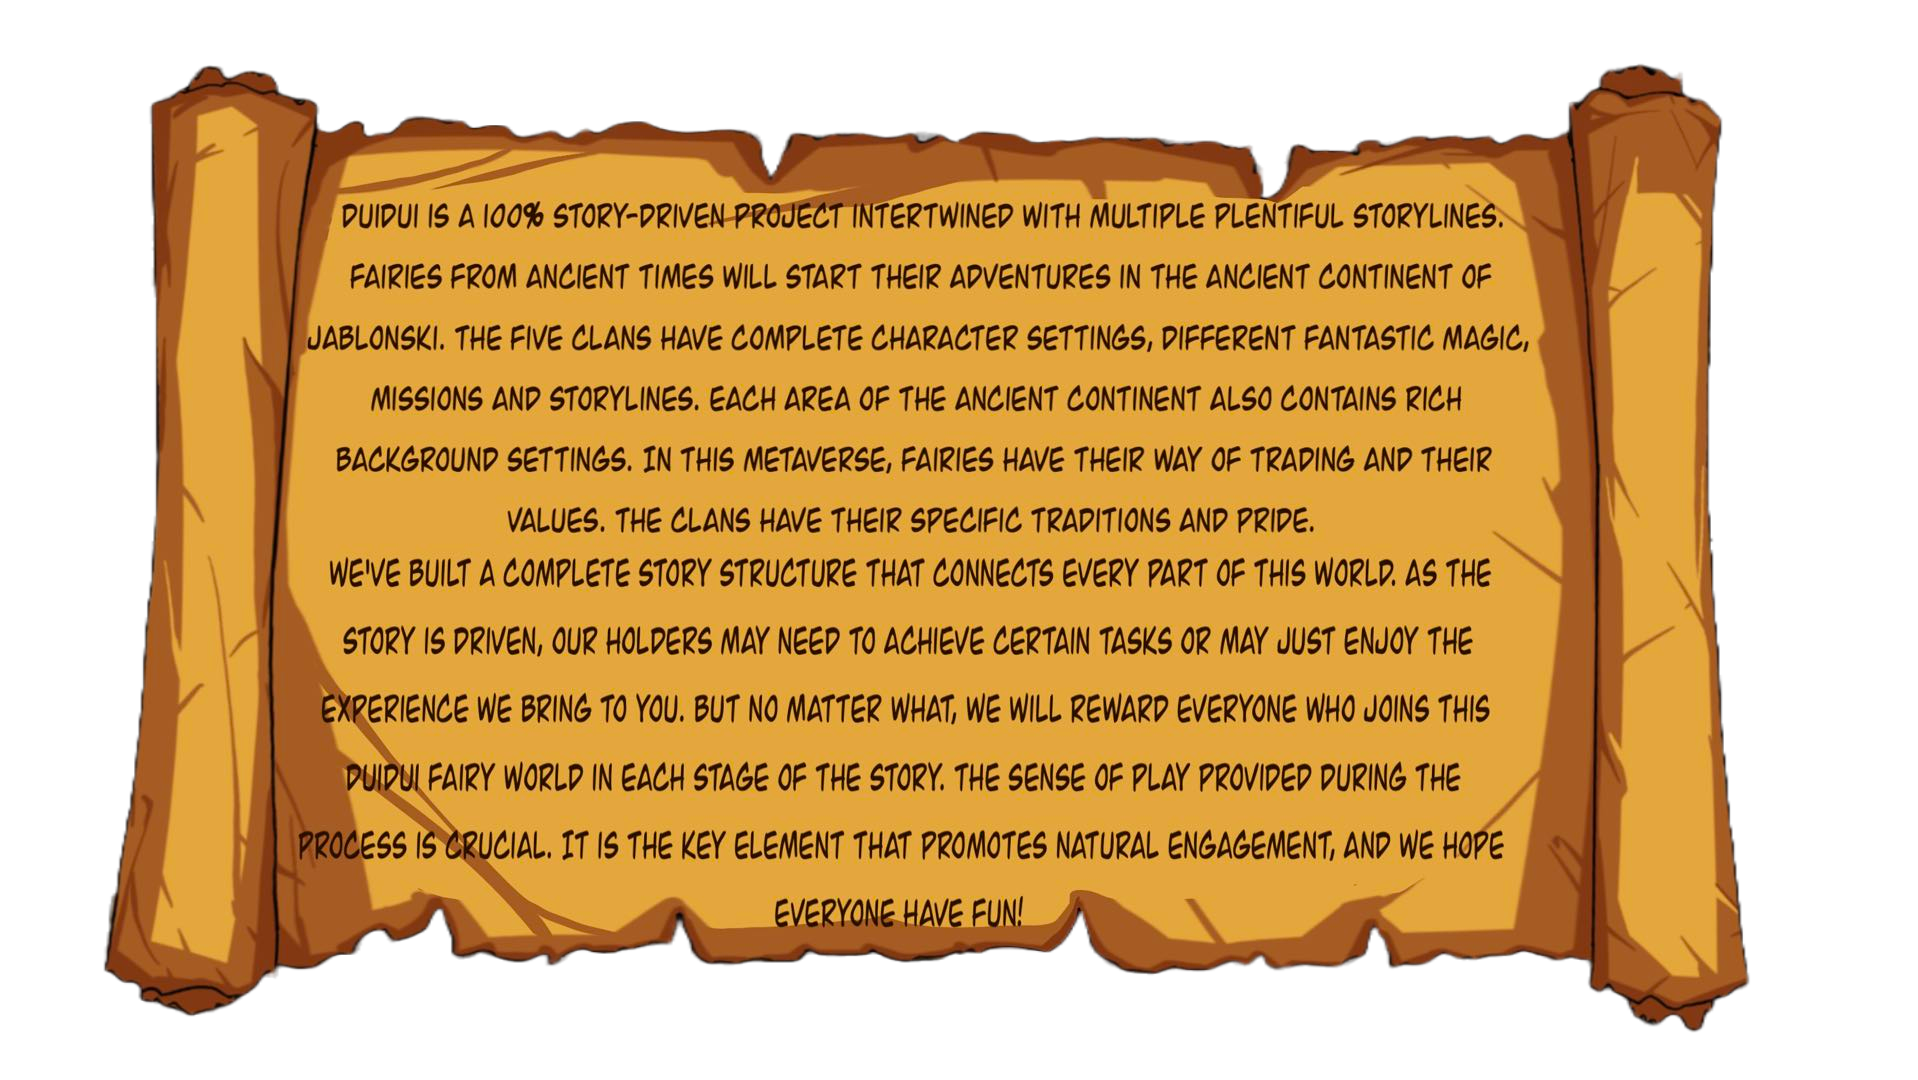 DUIDUI IS A 100% STORY-DRIVEN PROJECT INTERTWINED WITH MULTIPLE PLENTIFUL STORYLINES.
FAIRIES FROM ANCIENT TIMES WILL START THEIR ADVENTURES IN THE ANCIENT CONTINENT OF
JABLONSKI. THE FIVE CLANS HAVE COMPLETE CHARACTER SETTINGS, DIFFERENT FANTASTIC MAGIC,
MISSIONS AND STORYLINES. EACH AREA OF THE ANCIENT CONTINENT ALSO CONTAINS RICH
BACKGROUND SETTINGS. IN THIS METAVERSE, FAIRIES HAVE THEIR WAY OF TRADING AND THEIR
VALUES. THE CLANS HAVE THEIR SPECIFIC TRADITIONS AND PRIDE.
WE'VE BUILT A COMPLETE STORY STRUCTURE THAT CONNECTS EVERY PART OF THIS WORLD. AS THE
STORY IS DRIVEN, OUR HOLDERS MAY NEED TO ACHIEVE CERTAIN TASKS OR MAY JUST ENJOY THE
EXPERIENCE WE BRING TO YOU. BUT NO MATTER WHAT, WE WILL REWARD EVERYONE WHO JOINS THIS
DUIDUI FAIRY WORLD IN EACH STAGE OF THE STORY. THE SENSE OF PLAY PROVIDED DURING THE
PROCESS IS CRUCIAL. IT IS THE KEY ELEMENT THAT PROMOTES NATURAL ENGAGEMENT, AND WE HOPE
EVERYONE HAVE FUN!